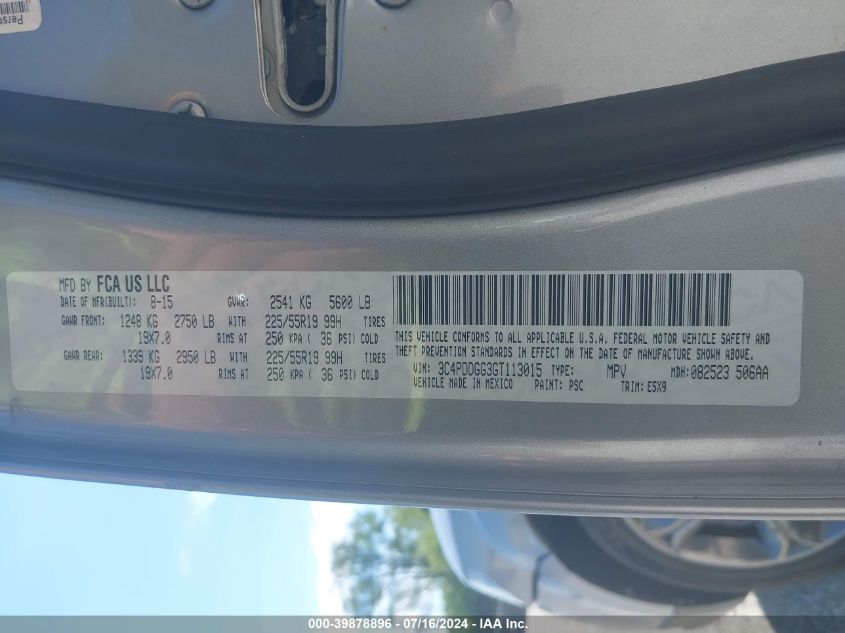 Perso
MFD BY FCA US LLC
DATE OF MFR(BUILT): 8-15 GVWR: 2541 KG 5600 LB
GAWR FRONT: 1248 KG 2750 LB WITH 225/55R19 99H TIRES
19X7.0 RIMS AT 250 KPA ( 36 PSI) COLD
GAWR REAR: 1339 KG 2950 LB WITH 225/55R19 99H TIRES
19X7.0 RIMS AT 250 KPA ( 36 PSI) COLD
THIS VEHICLE CONFORMS TO ALL APPLICABLE U.S.A. FEDERAL MOTOR VEHICLE SAFETY AND
THEFT PREVENTION STANDARDS IN EFFECT ON THE DATE OF MANUFACTURE SHOWN ABOVE.
VIN: 3C4PDDGG3GT113015 TYPE: MPV MDH: 082523 506AA
VEHICLE MADE IN MEXICO PAINT: PSC TRIM: E5X9
000-39878896 - 07/16/2024 - IAA Inc.